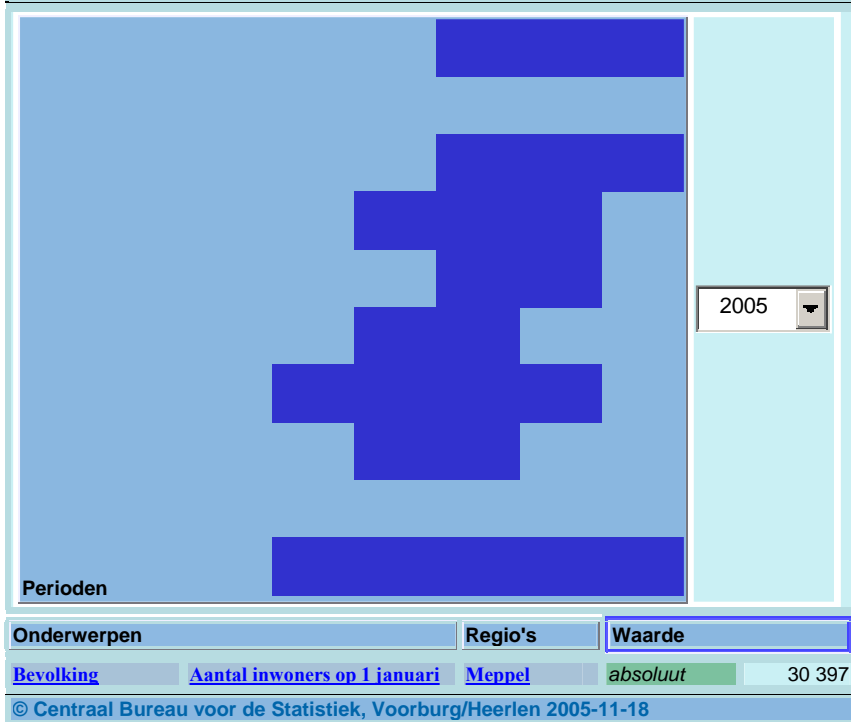 2005
Perioden
Onderwerpen Regio's Waarde
Bevolking Aantal inwoners op 1 januari Meppel absoluut 30 397
© Centraal Bureau voor de Statistiek, Voorburg/Heerlen 2005-11-18